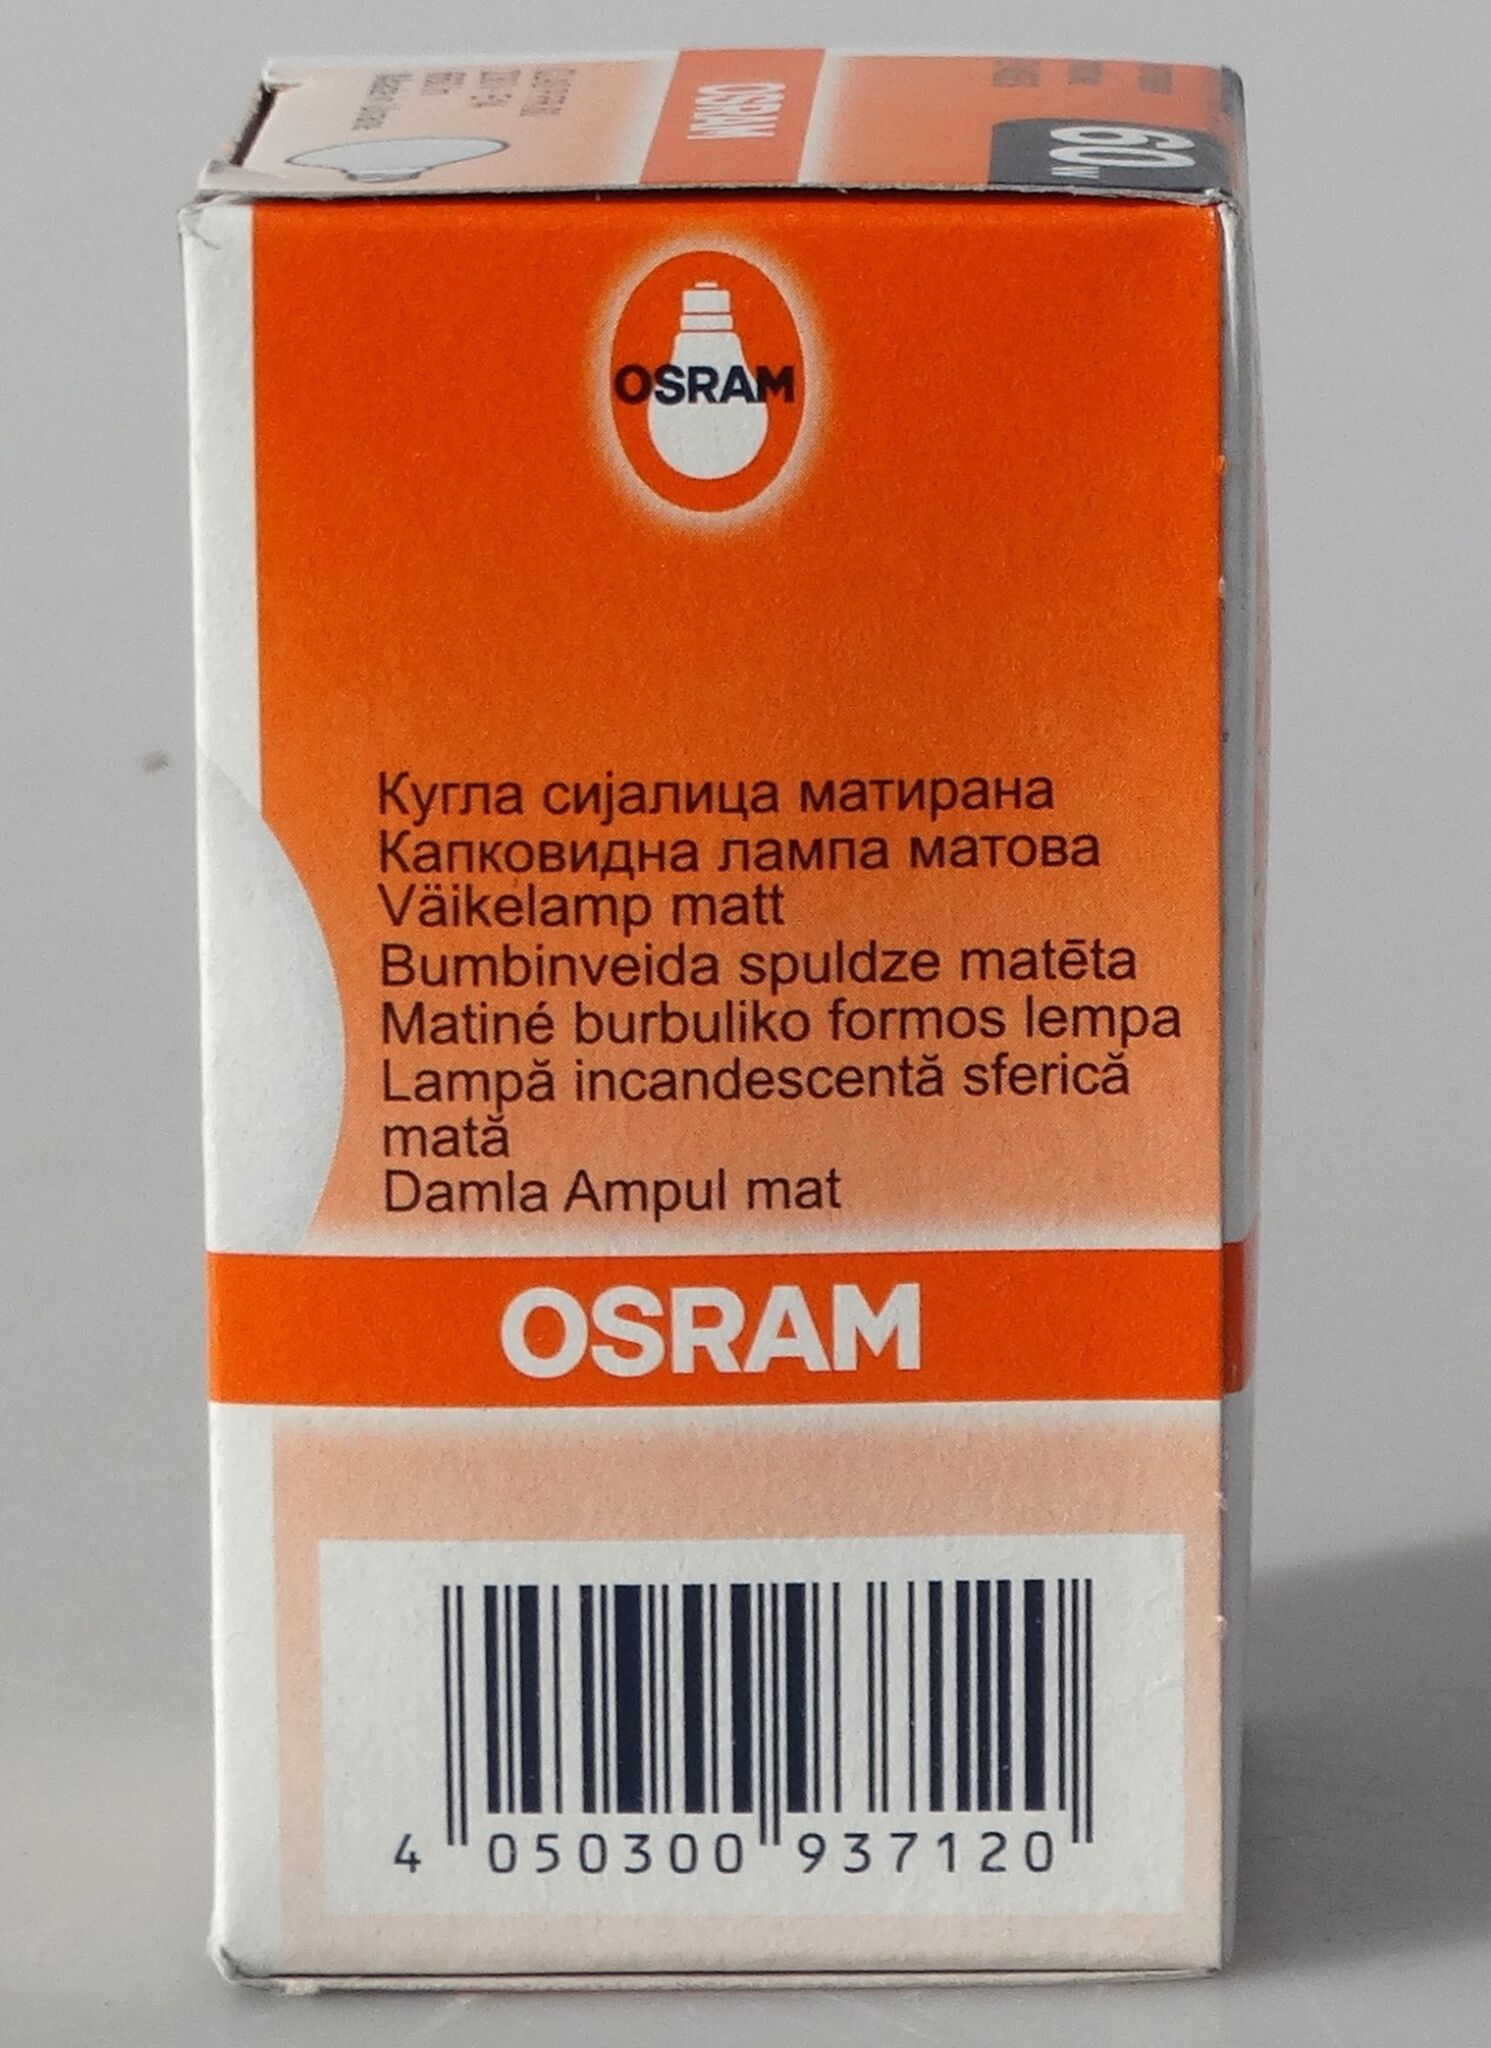 OSRAM
60W
OSRAM
Кугла сијалица матирана
Капковидна лампа матова
Väikelamp matt
Bumbinveida spuldze matēta
Matiné burbuliko formos lempa
Lampă incandescentă sferică
mată
Damla Ampul mat
OSRAM
4 050300 937120